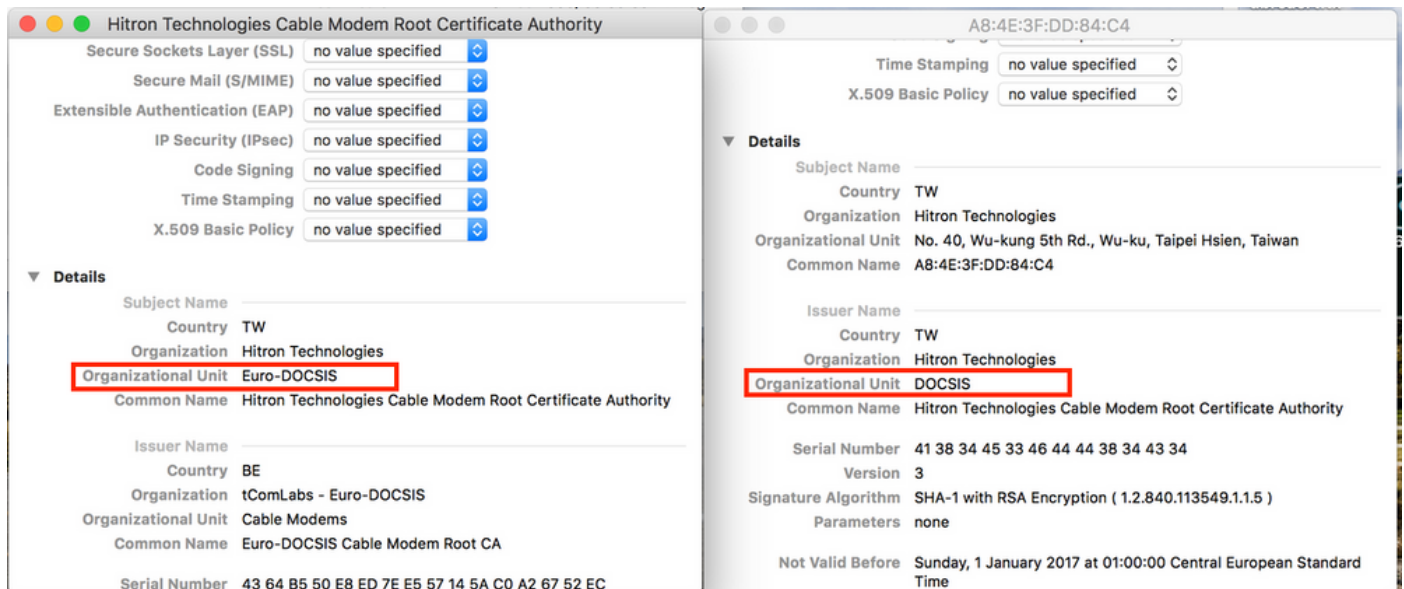 Hitron Technologies Cable Modem Root Certificate Authority
Secure Sockets Layer (SSL) no value specified
Secure Mail (S/MIME) no value specified
Extensible Authentication (EAP) no value specified
IP Security (IPsec) no value specified
Code Signing no value specified
Time Stamping no value specified
X.509 Basic Policy no value specified
Details
Subject Name
Country TW
Organization Hitron Technologies
Organizational Unit Euro-DOCSIS
Common Name Hitron Technologies Cable Modem Root Certificate Authority
Issuer Name
Country BE
Organization tComLabs - Euro-DOCSIS
Organizational Unit Cable Modems
Common Name Euro-DOCSIS Cable Modem Root CA
Serial Number 43 64 B5 50 E8 ED 7E E5 57 14 5A C0 A2 67 52 EC
A8:4E:3F:DD:84:C4
Time Stamping no value specified
X.509 Basic Policy no value specified
Details
Subject Name
Country TW
Organization Hitron Technologies
Organizational Unit No. 40, Wu-kung 5th Rd., Wu-ku, Taipei Hsien, Taiwan
Common Name A8:4E:3F:DD:84:C4
Issuer Name
Country TW
Organization Hitron Technologies
Organizational Unit DOCSIS
Common Name Hitron Technologies Cable Modem Root Certificate Authority
Serial Number 41 38 34 45 33 46 44 44 38 34 43 34
Version 3
Signature Algorithm SHA-1 with RSA Encryption ( 1.2.840.113549.1.1.5 )
Parameters none
Not Valid Before Sunday, 1 January 2017 at 01:00:00 Central European Standard
Time